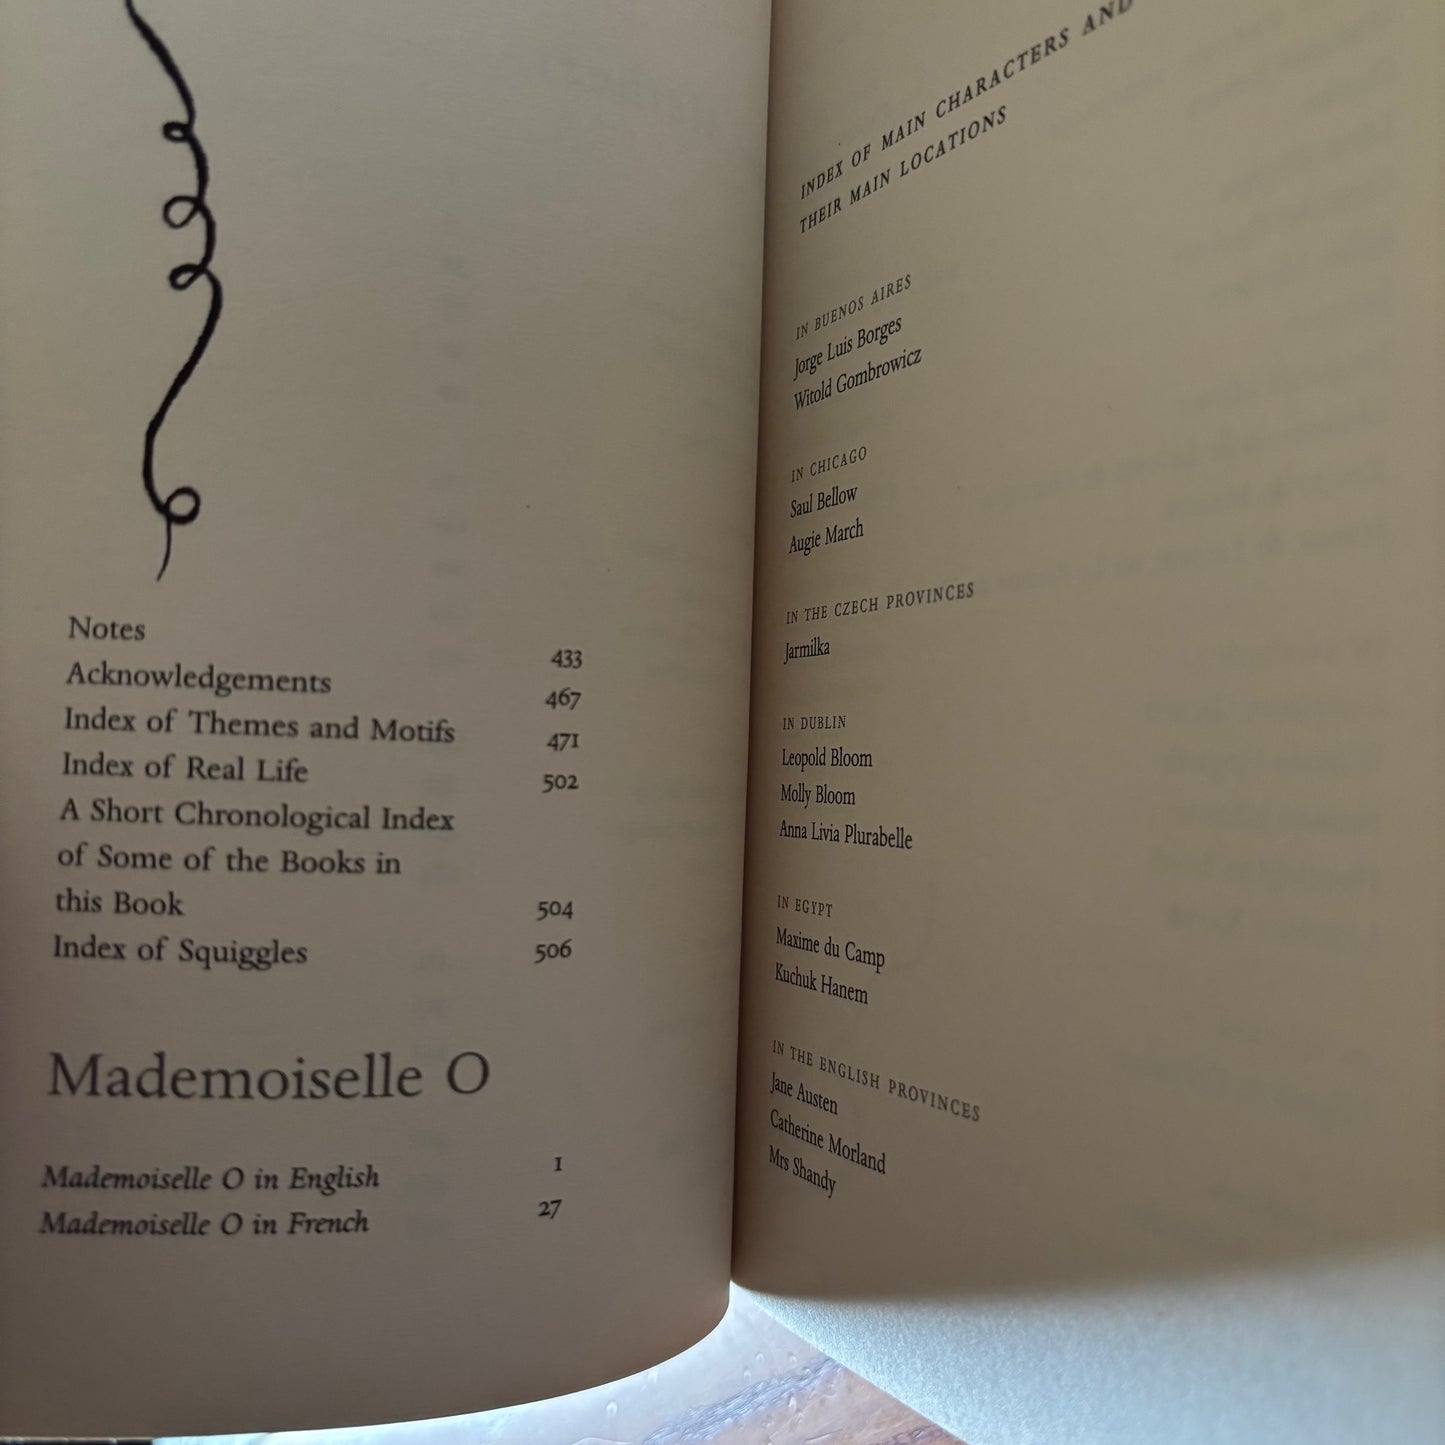 Notes 433
Acknowledgements 467
Index of Themes and Motifs 471
Index of Real Life 502
A Short Chronological Index
of Some of the Books in
this Book 504
Index of Squiggles 506
Mademoiselle O
Mademoiselle O in English 1
Mademoiselle O in French 27
INDEX OF MAIN CHARACTERS AND
THEIR MAIN LOCATIONS
IN BUENOS AIRES
Jorge Luis Borges
Witold Gombrowicz
IN CHICAGO
Saul Bellow
Augie March
IN THE CZECH PROVINCES
Jarmilka
IN DUBLIN
Leopold Bloom
Molly Bloom
Anna Livia Plurabelle
IN EGYPT
Maxime du Camp
Kuchuk Hanem
IN THE ENGLISH PROVINCES
Jane Austen
Catherine Morland
Mrs Shandy